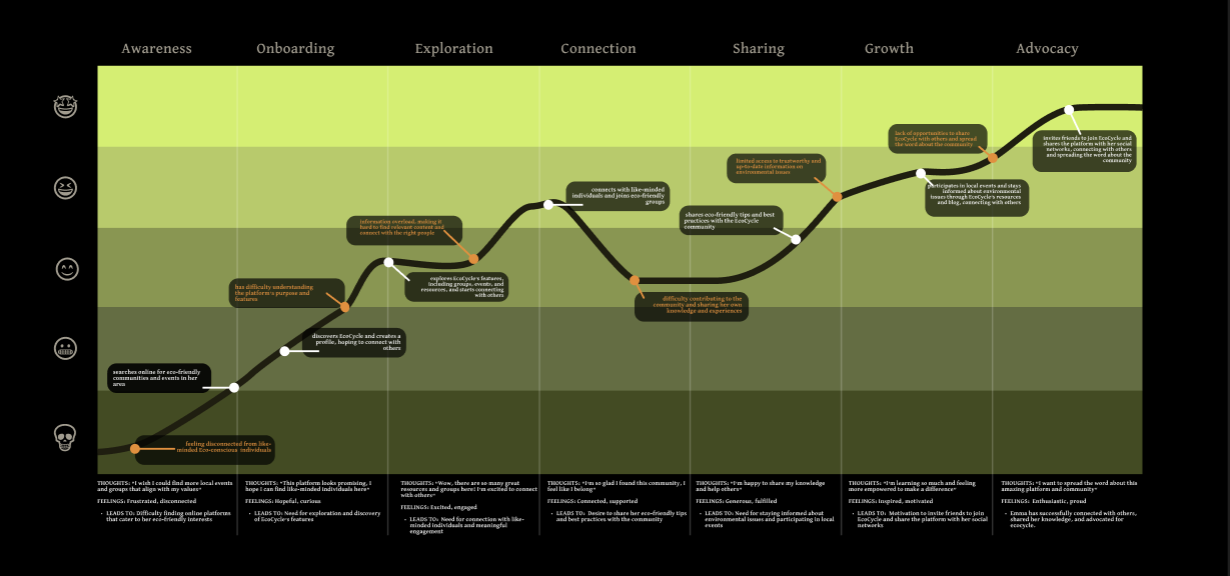 Awareness
Onboarding
Exploration
Connection
Sharing
Growth
Advocacy
feeling disconnected from like-
minded Eco-conscious individuals
searches online for eco-friendly
communities and events in her
area
has difficulty understanding
the platform's purpose and
features
discovers EcoCycle and creates a
profile, hoping to connect with
others
information overload, making it
hard to find relevant content and
connect with the right people
explores EcoCycle's features,
including groups, events, and
resources, and starts connecting
with others
connects with like-minded
individuals and joins eco-friendly
groups
difficulty contributing to the
community and sharing her own
knowledge and experiences
shares eco-friendly tips and best
practices with the EcoCycle
community
limited access to trustworthy and
up-to-date information on
environmental issues
lack of opportunities to share
EcoCycle with others and spread
the word about the community
participates in local events and stays
informed about environmental
issues through EcoCycle's resources
and blog, connecting with others
invites friends to join EcoCycle and
shares the platform with her social
networks, connecting with others
and spreading the word about the
community
THOUGHTS: "I wish I could find more local events
and groups that align with my values"
FEELINGS: Frustrated, disconnected
- LEADS TO: Difficulty finding online platforms
that cater to her eco-friendly interests
THOUGHTS: "This platform looks promising, I
hope I can find like-minded individuals here"
FEELINGS: Hopeful, curious
- LEADS TO: Need for exploration and discovery
of EcoCycle's features
THOUGHTS: "Wow, there are so many great
resources and groups here! I'm excited to connect
with others"
FEELINGS: Excited, engaged
- LEADS TO: Need for connection with like-
minded individuals and meaningful
engagement
THOUGHTS: "I'm so glad I found this community, I
feel like I belong"
FEELINGS: Connected, supported
- LEADS TO: Desire to share her eco-friendly tips
and best practices with the community
THOUGHTS: "I'm happy to share my knowledge
and help others"
FEELINGS: Generous, fulfilled
- LEADS TO: Need for staying informed about
environmental issues and participating in local
events
THOUGHTS: "I'm learning so much and feeling
more empowered to make a difference"
FEELINGS: Inspired, motivated
- LEADS TO: Motivation to invite friends to join
EcoCycle and share the platform with her social
networks
THOUGHTS: "I want to spread the word about this
amazing platform and community"
FEELINGS: Enthusiastic, proud
- Emma has successfully connected with others,
shared her knowledge, and advocated for
ecocycle.